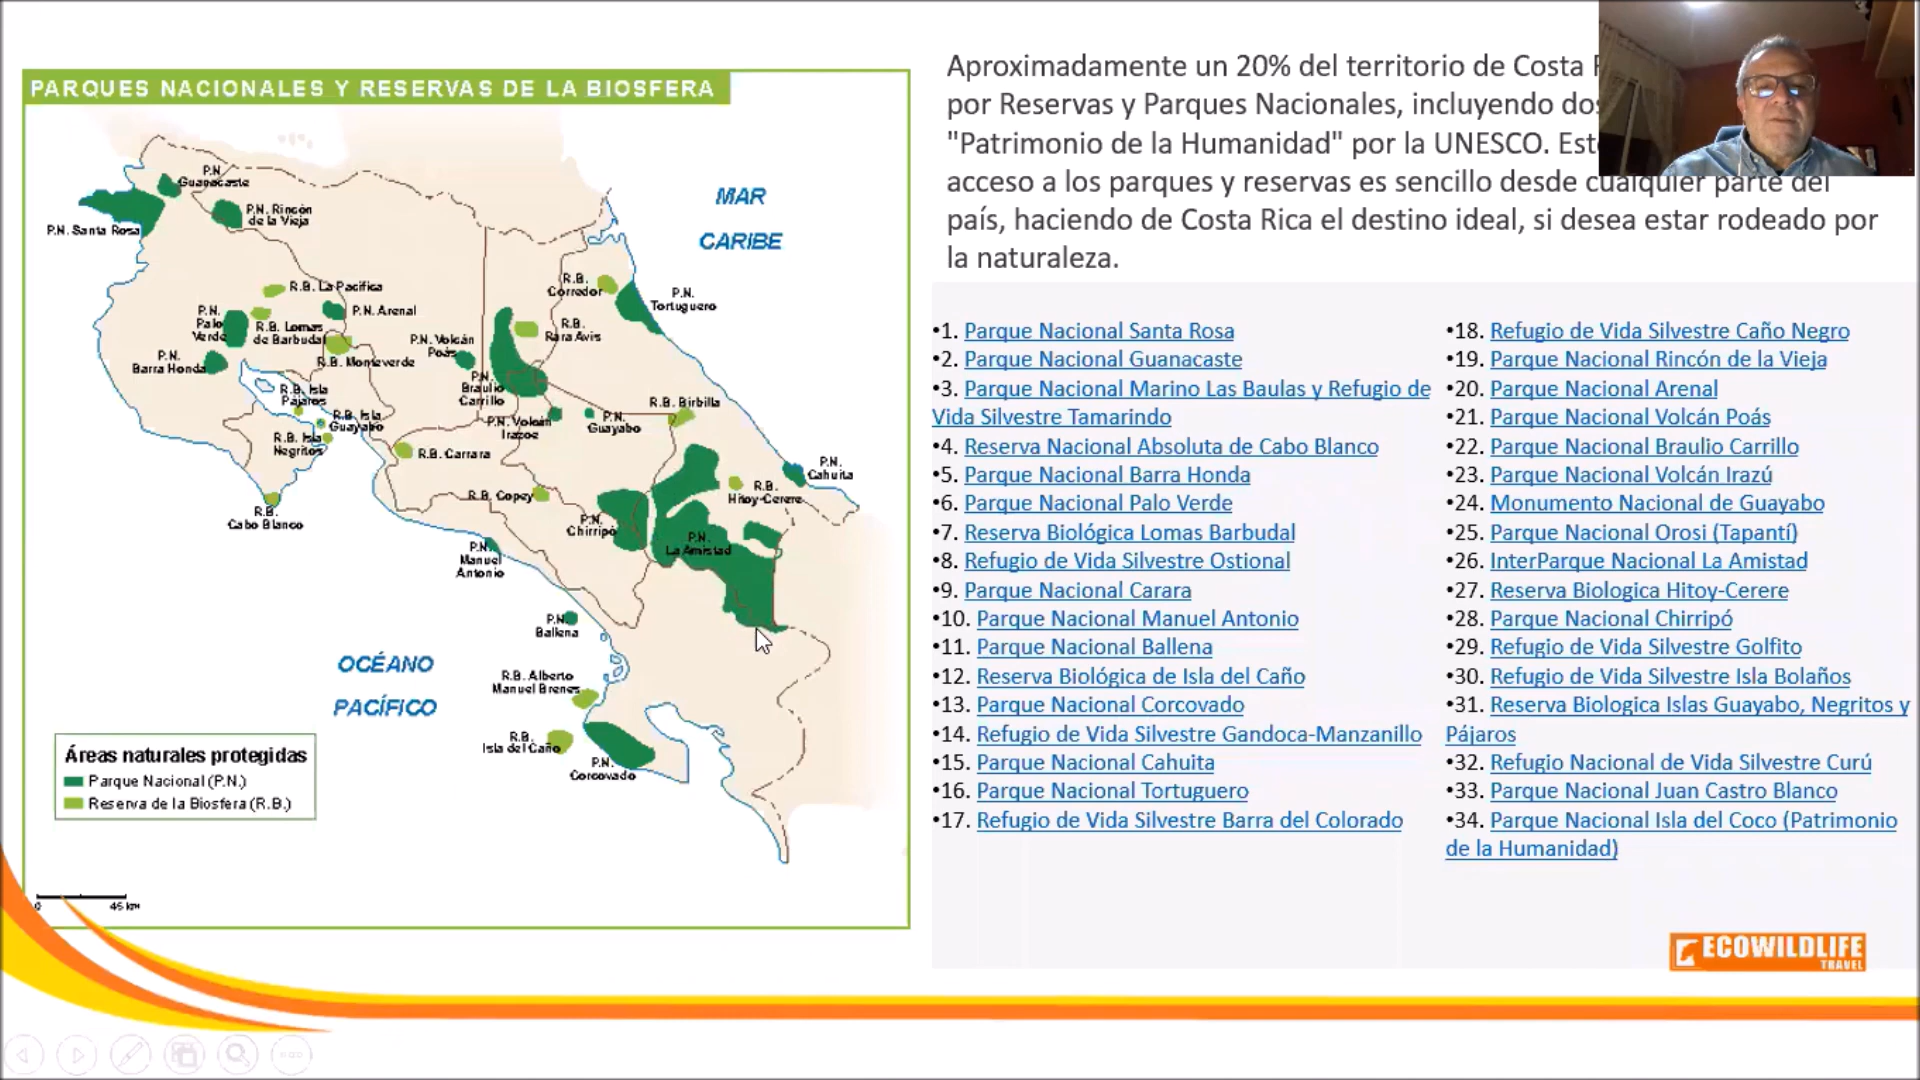 PARQUES NACIONALES Y RESERVAS DE LA BIOSFERA
P.N.
Guanacaste
P.N. Santa Rosa
P.N. Rincón
de la Vieja
MAR
CARIBE
R.B. La Pacífica
P.N. Arenal
P.N.
Palo
Verde
R.B. Lomas
de Barbudal
P.N.
Barra Honda
R.B. Monteverde
P.N. Volcán
Poás
R.B.
Corredor
P.N.
Tortuguero
R.B.
Rara Avis
P.N.
Braulio
Carrillo
R.B. Isla
Pájaros
R.B. Isla
Guayabo
R.B. Isla
Negritos
P.N. Volcán
Irazoe
P.N.
Guayabo
R.B. Birbilla
R.B. Carrara
R.B. Copey
P.N.
Cahuita
R.B.
Hitoy-Cerere
R.B.
Cabo Blanco
P.N.
Chirripó
P.N.
La Amistad
P.N.
Manuel
Antonio
P.N.
Ballena
OCÉANO
PACÍFICO
R.B. Alberto
Manuel Brenes
R.B.
Isla del Caño
P.N.
Corcovado
Áreas naturales protegidas
Parque Nacional (P.N.)
Reserva de la Biosfera (R.B.)
0 45 km
Aproximadamente un 20% del territorio de Costa
por Reservas y Parques Nacionales, incluyendo
"Patrimonio de la Humanidad" por la UNESCO.
acceso a los parques y reservas es sencillo desde cualquier parte del
país, haciendo de Costa Rica el destino ideal, si desea estar rodeado por
la naturaleza.
•1. Parque Nacional Santa Rosa
•2. Parque Nacional Guanacaste
•3. Parque Nacional Marino Las Baulas y Refugio de
Vida Silvestre Tamarindo
•4. Reserva Nacional Absoluta de Cabo Blanco
•5. Parque Nacional Barra Honda
•6. Parque Nacional Palo Verde
•7. Reserva Biológica Lomas Barbudal
•8. Refugio de Vida Silvestre Ostional
•9. Parque Nacional Carara
•10. Parque Nacional Manuel Antonio
•11. Parque Nacional Ballena
•12. Reserva Biológica de Isla del Caño
•13. Parque Nacional Corcovado
•14. Refugio de Vida Silvestre Gandoca-Manzanillo
•15. Parque Nacional Cahuita
•16. Parque Nacional Tortuguero
•17. Refugio de Vida Silvestre Barra del Colorado
•18. Refugio de Vida Silvestre Caño Negro
•19. Parque Nacional Rincón de la Vieja
•20. Parque Nacional Arenal
•21. Parque Nacional Volcán Poás
•22. Parque Nacional Braulio Carrillo
•23. Parque Nacional Volcán Irazú
•24. Monumento Nacional de Guayabo
•25. Parque Nacional Orosi (Tapantí)
•26. InterParque Nacional La Amistad
•27. Reserva Biologica Hitoy-Cerere
•28. Parque Nacional Chirripó
•29. Refugio de Vida Silvestre Golfito
•30. Refugio de Vida Silvestre Isla Bolaños
•31. Reserva Biologica Islas Guayabo, Negritos y
Pájaros
•32. Refugio Nacional de Vida Silvestre Curú
•33. Parque Nacional Juan Castro Blanco
•34. Parque Nacional Isla del Coco (Patrimonio
de la Humanidad)
ECOWILDLIFE
TRAVEL